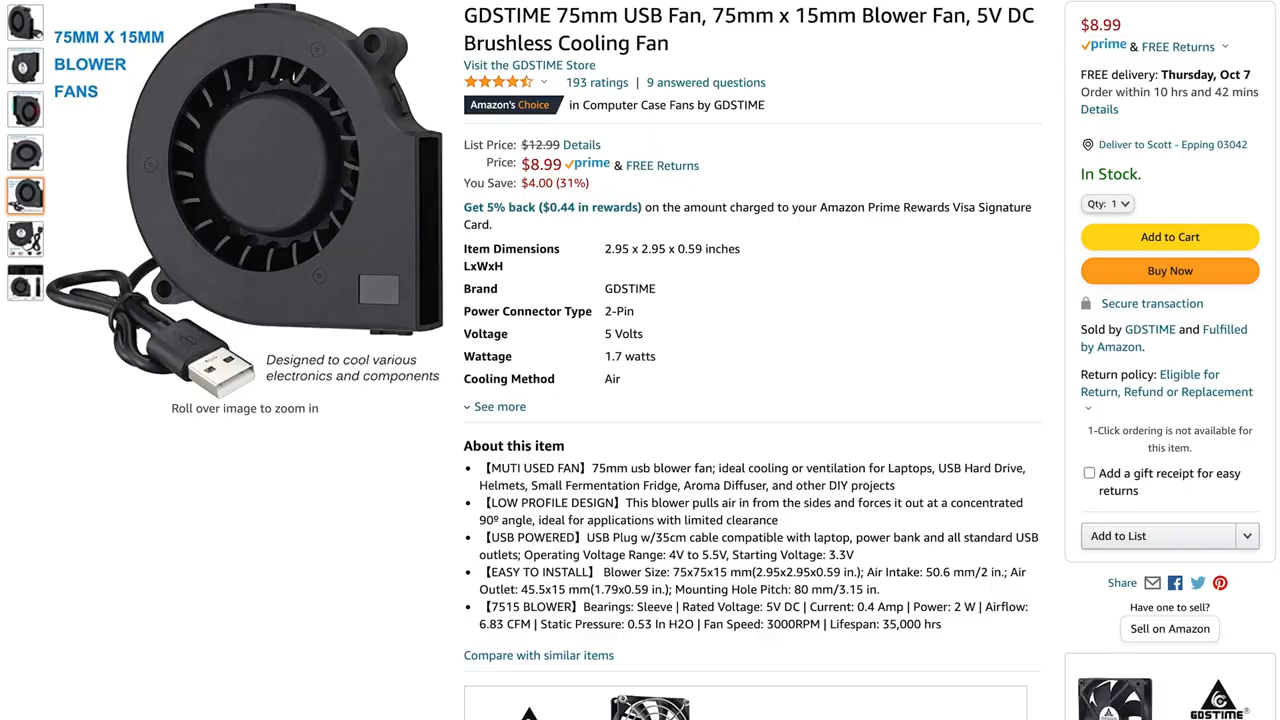 75MM X 15MM
BLOWER
FANS
Designed to cool various
electronics and components
Roll over image to zoom in
GDSTIME 75mm USB Fan, 75mm x 15mm Blower Fan, 5V DC
Brushless Cooling Fan
Visit the GDSTIME Store
193 ratings | 9 answered questions
Amazon's Choice in Computer Case Fans by GDSTIME
List Price: $12.99 Details
Price: $8.99 prime & FREE Returns
You Save: $4.00 (31%)
Get 5% back ($0.44 in rewards) on the amount charged to your Amazon Prime Rewards Visa Signature
Card.
Item Dimensions 2.95 x 2.95 x 0.59 inches
LxWxH
Brand GDSTIME
Power Connector Type 2-Pin
Voltage 5 Volts
Wattage 1.7 watts
Cooling Method Air
See more
About this item
• 【MUTI USED FAN】75mm usb blower fan; ideal cooling or ventilation for Laptops, USB Hard Drive,
Helmets, Small Fermentation Fridge, Aroma Diffuser, and other DIY projects
• 【LOW PROFILE DESIGN】This blower pulls air in from the sides and forces it out at a concentrated
90º angle, ideal for applications with limited clearance
• 【USB POWERED】USB Plug w/35cm cable compatible with laptop, power bank and all standard USB
outlets; Operating Voltage Range: 4V to 5.5V, Starting Voltage: 3.3V
• 【EASY TO INSTALL】 Blower Size: 75x75x15 mm(2.95x2.95x0.59 in.); Air Intake: 50.6 mm/2 in.; Air
Outlet: 45.5x15 mm(1.79x0.59 in.); Mounting Hole Pitch: 80 mm/3.15 in.
• 【7515 BLOWER】Bearings: Sleeve | Rated Voltage: 5V DC | Current: 0.4 Amp | Power: 2 W | Airflow:
6.83 CFM | Static Pressure: 0.53 In H2O | Fan Speed: 3000RPM | Lifespan: 35,000 hrs
Compare with similar items
$8.99
prime & FREE Returns
FREE delivery: Thursday, Oct 7
Order within 10 hrs and 42 mins
Details
Deliver to Scott - Epping 03042
In Stock.
Qty: 1
Add to Cart
Buy Now
Secure transaction
Sold by GDSTIME and Fulfilled
by Amazon.
Return policy: Eligible for
Return, Refund or Replacement
1-Click ordering is not available for
this item.
Add a gift receipt for easy
returns
Add to List
Share
Have one to sell?
Sell on Amazon
GDSTIME®